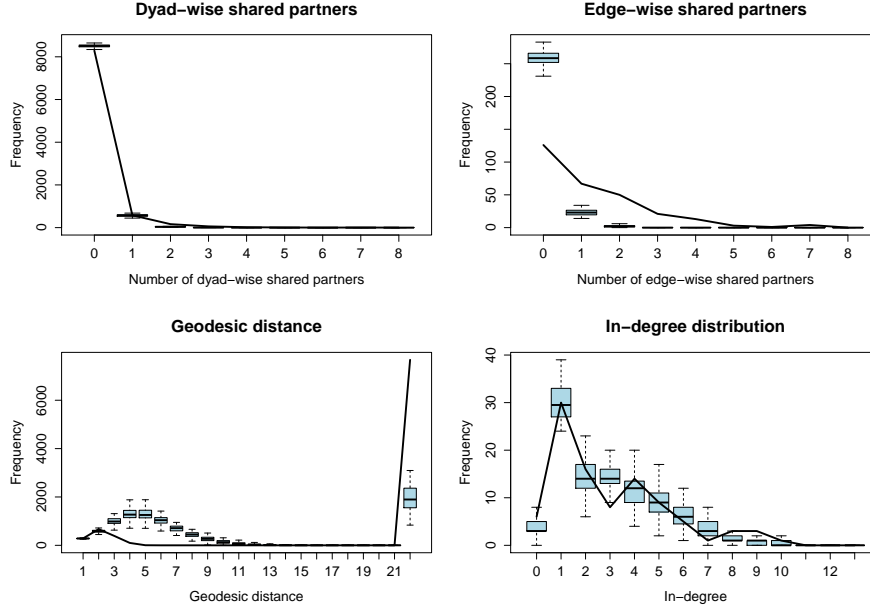 Dyad−wise shared partners
Frequency
0 2000 4000 6000 8000
0 1 2 3 4 5 6 7 8
Number of dyad−wise shared partners
Edge−wise shared partners
Frequency
0 50 100 200
0 1 2 3 4 5 6 7 8
Number of edge−wise shared partners
Geodesic distance
Frequency
0 2000 4000 6000
1 3 5 7 9 11 13 15 17 19 21
Geodesic distance
In−degree distribution
Frequency
0 10 20 30 40
0 1 2 3 4 5 6 7 8 9 10 12
In−degree